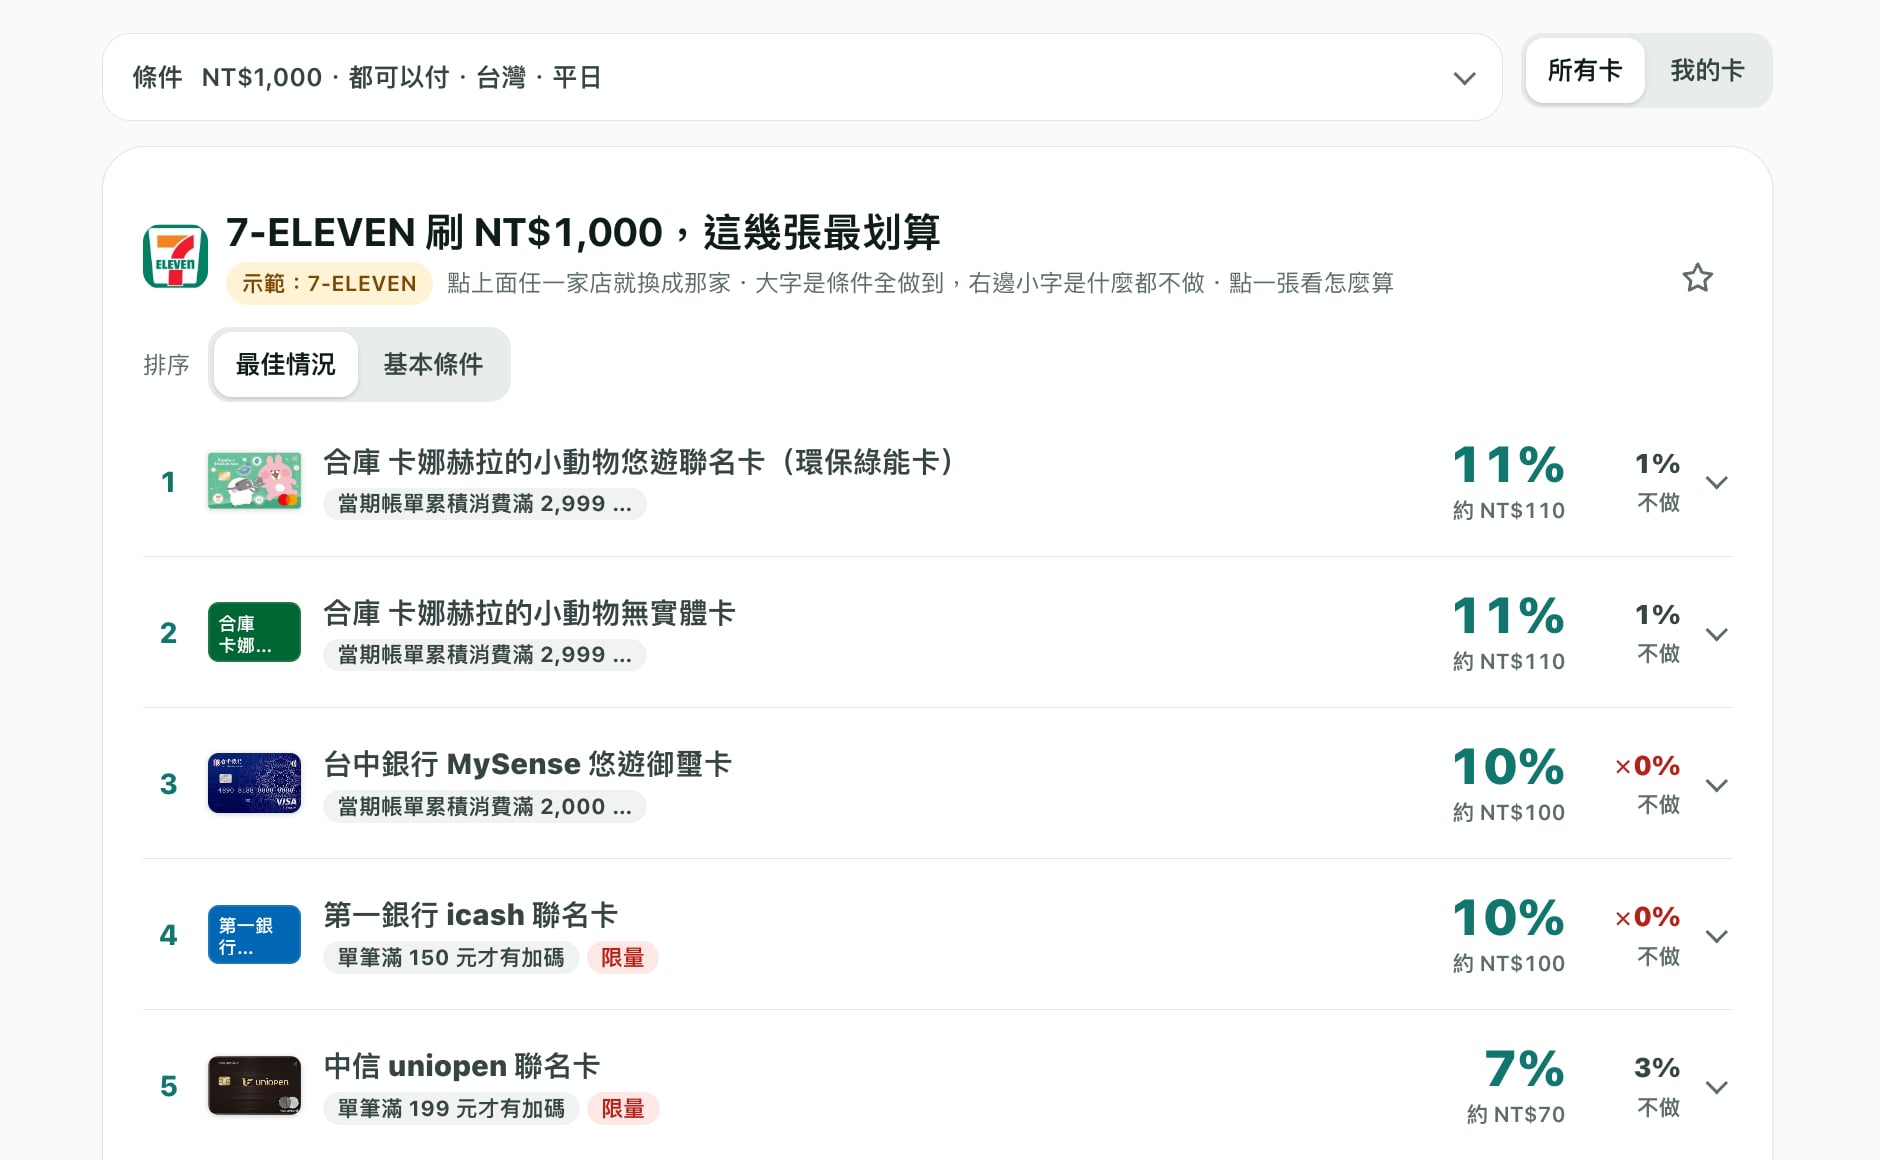 條件 NT$1,000 · 都可以付 · 台灣 · 平日
所有卡
我的卡
7-ELEVEN 刷 NT$1,000，這幾張最划算
ELEVEN
示範：7-ELEVEN
點上面任一家店就換成那家 · 大字是條件全做到，右邊小字是什麼都不做 · 點一張看怎麼算
排序
最佳情況
基本條件
1
合庫 卡娜赫拉的小動物悠遊聯名卡（環保綠能卡）
當期帳單累積消費滿 2,999 ...
11%
約 NT$110
1%
不做
2
合庫
卡娜...
合庫 卡娜赫拉的小動物無實體卡
當期帳單累積消費滿 2,999 ...
11%
約 NT$110
1%
不做
3
VISA
台中銀行 MySense 悠遊御璽卡
當期帳單累積消費滿 2,000 ...
10%
約 NT$100
×0%
不做
4
第一銀
行...
第一銀行 icash 聯名卡
單筆滿 150 元才有加碼
限量
10%
約 NT$100
×0%
不做
5
uniopen
中信 uniopen 聯名卡
單筆滿 199 元才有加碼
限量
7%
約 NT$70
3%
不做